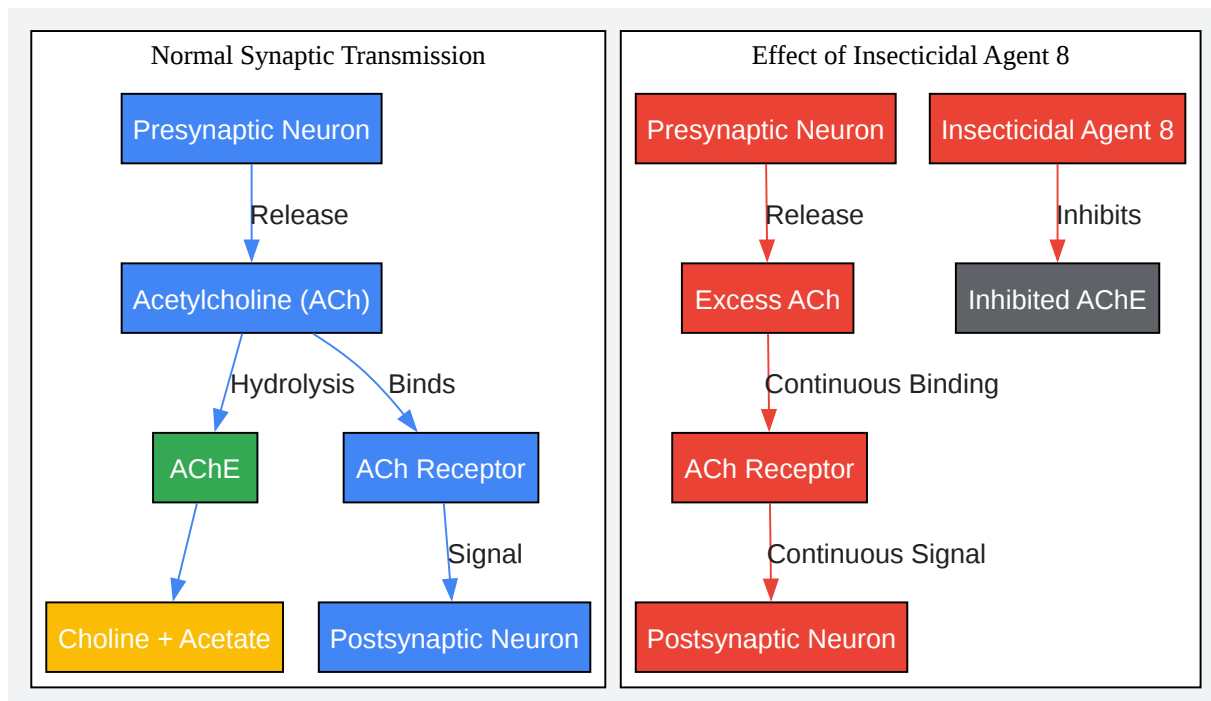 Normal Synaptic Transmission
Presynaptic Neuron
Release
Acetylcholine (ACh)
Hydrolysis
Binds
AChE
ACh Receptor
Signal
Choline + Acetate
Postsynaptic Neuron
Effect of Insecticidal Agent 8
Presynaptic Neuron
Insecticidal Agent 8
Release
Inhibits
Excess ACh
Inhibited AChE
Continuous Binding
ACh Receptor
Continuous Signal
Postsynaptic Neuron